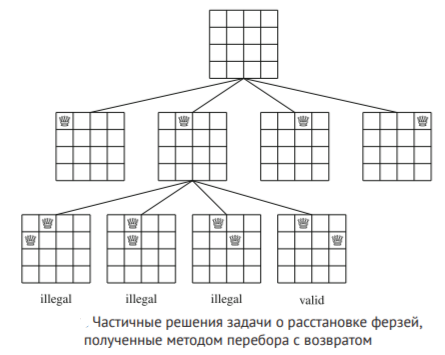 illegal illegal illegal valid
. Частичные решения задачи о расстановке ферзей,
полученные методом перебора с возвратом